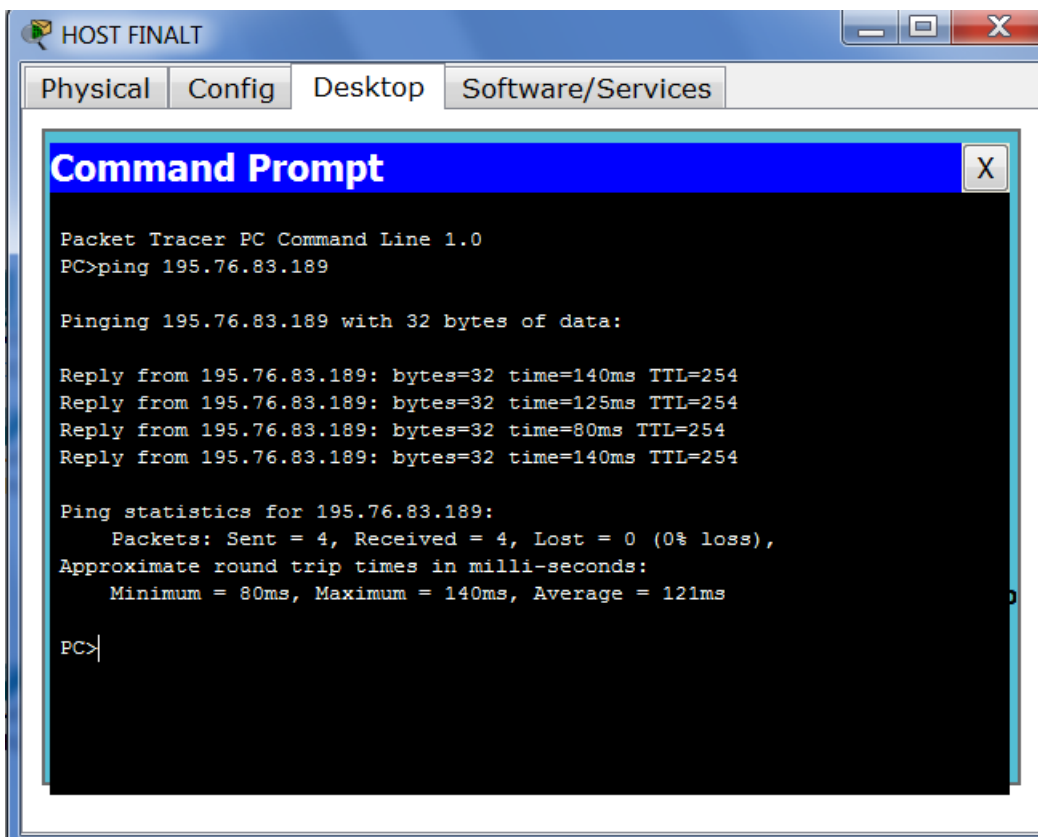 HOST FINALT
Physical Config Desktop Software/Services
Command Prompt X
Packet Tracer PC Command Line 1.0
PC>ping 195.76.83.189
Pinging 195.76.83.189 with 32 bytes of data:
Reply from 195.76.83.189: bytes=32 time=140ms TTL=254
Reply from 195.76.83.189: bytes=32 time=125ms TTL=254
Reply from 195.76.83.189: bytes=32 time=80ms TTL=254
Reply from 195.76.83.189: bytes=32 time=140ms TTL=254
Ping statistics for 195.76.83.189:
Packets: Sent = 4, Received = 4, Lost = 0 (0% loss),
Approximate round trip times in milli-seconds:
Minimum = 80ms, Maximum = 140ms, Average = 121ms
PC>